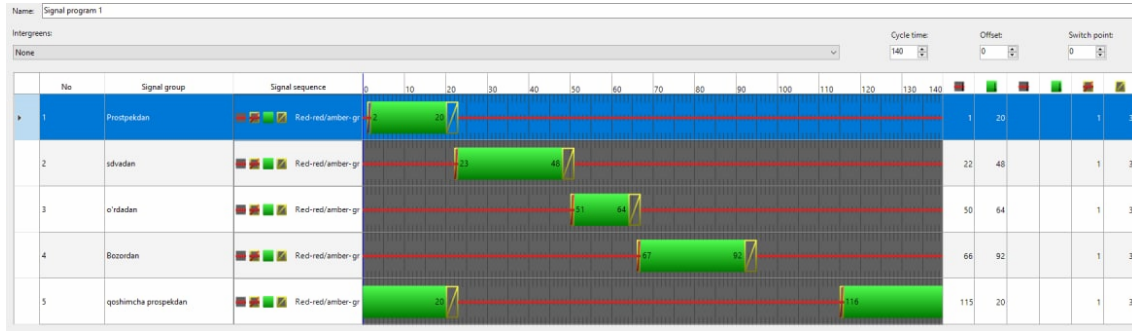 Name: Signal program 1
Intergreens: Cycle time: Offset: Switch point:
None 140 0 0
No Signal group Signal sequence 0 10 20 30 40 50 60 70 80 90 100 110 120 130 140
1 Prostpekdan Red-red/amber-gr 2 20 1 20 1 3
2 sdvadan Red-red/amber-gr 23 48 22 48 1 3
3 o'rdadan Red-red/amber-gr 51 64 50 64 1 3
4 Bozordan Red-red/amber-gr 67 92 66 92 1 3
5 qoshimcha prospekdan Red-red/amber-gr 20 116 115 20 1 3